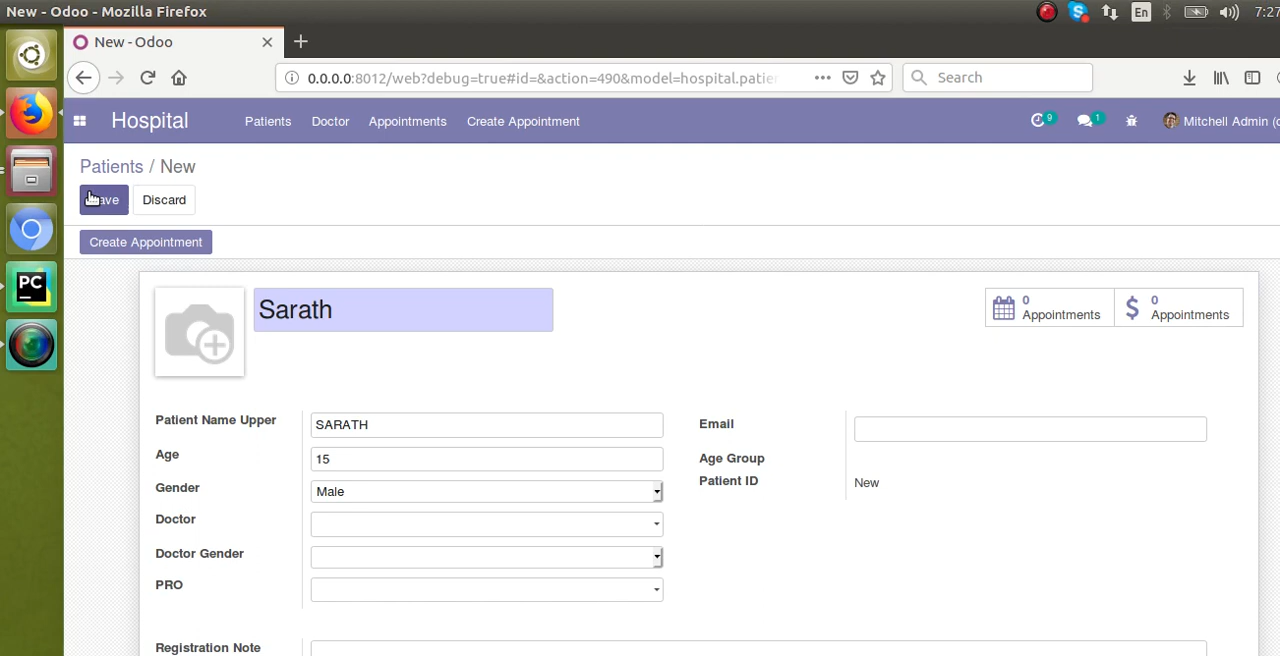 New - Odoo - Mozilla Firefox
En
7:27
New - Odoo
0.0.0.0:8012/web?debug=true#id=&action=490&model=hospital.patie
Search
Hospital
Patients
Doctor
Appointments
Create Appointment
9
1
Mitchell Admin (
Patients / New
Discard
Create Appointment
Sarath
0
Appointments
0
Appointments
Patient Name Upper
SARATH
Email
Age
15
Age Group
Gender
Male
Patient ID
New
Doctor
Doctor Gender
PRO
Registration Note
PC